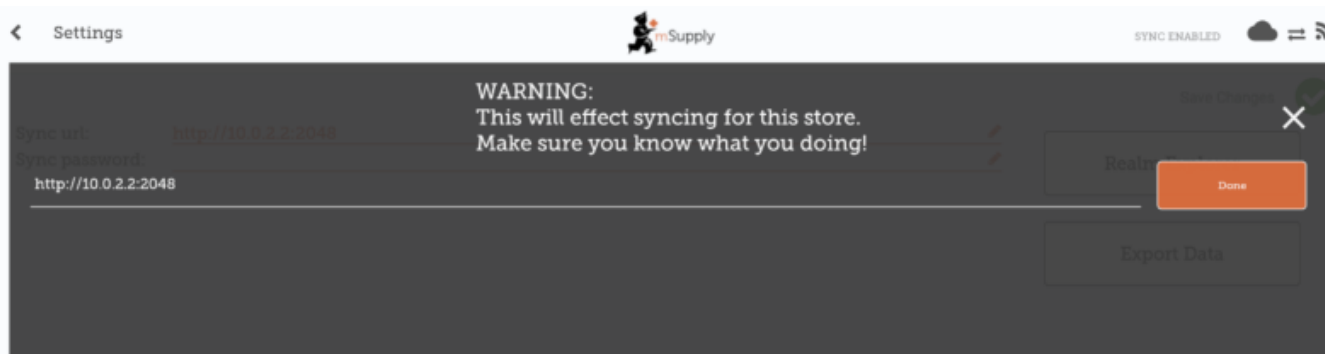 Settings
mSupply
SYNC ENABLED
WARNING:
This will effect syncing for this store.
Make sure you know what you doing!
Save Changes
Sync url: http://10.0.2.2:2048
Sync password:
http://10.0.2.2:2048
Done
Export Data